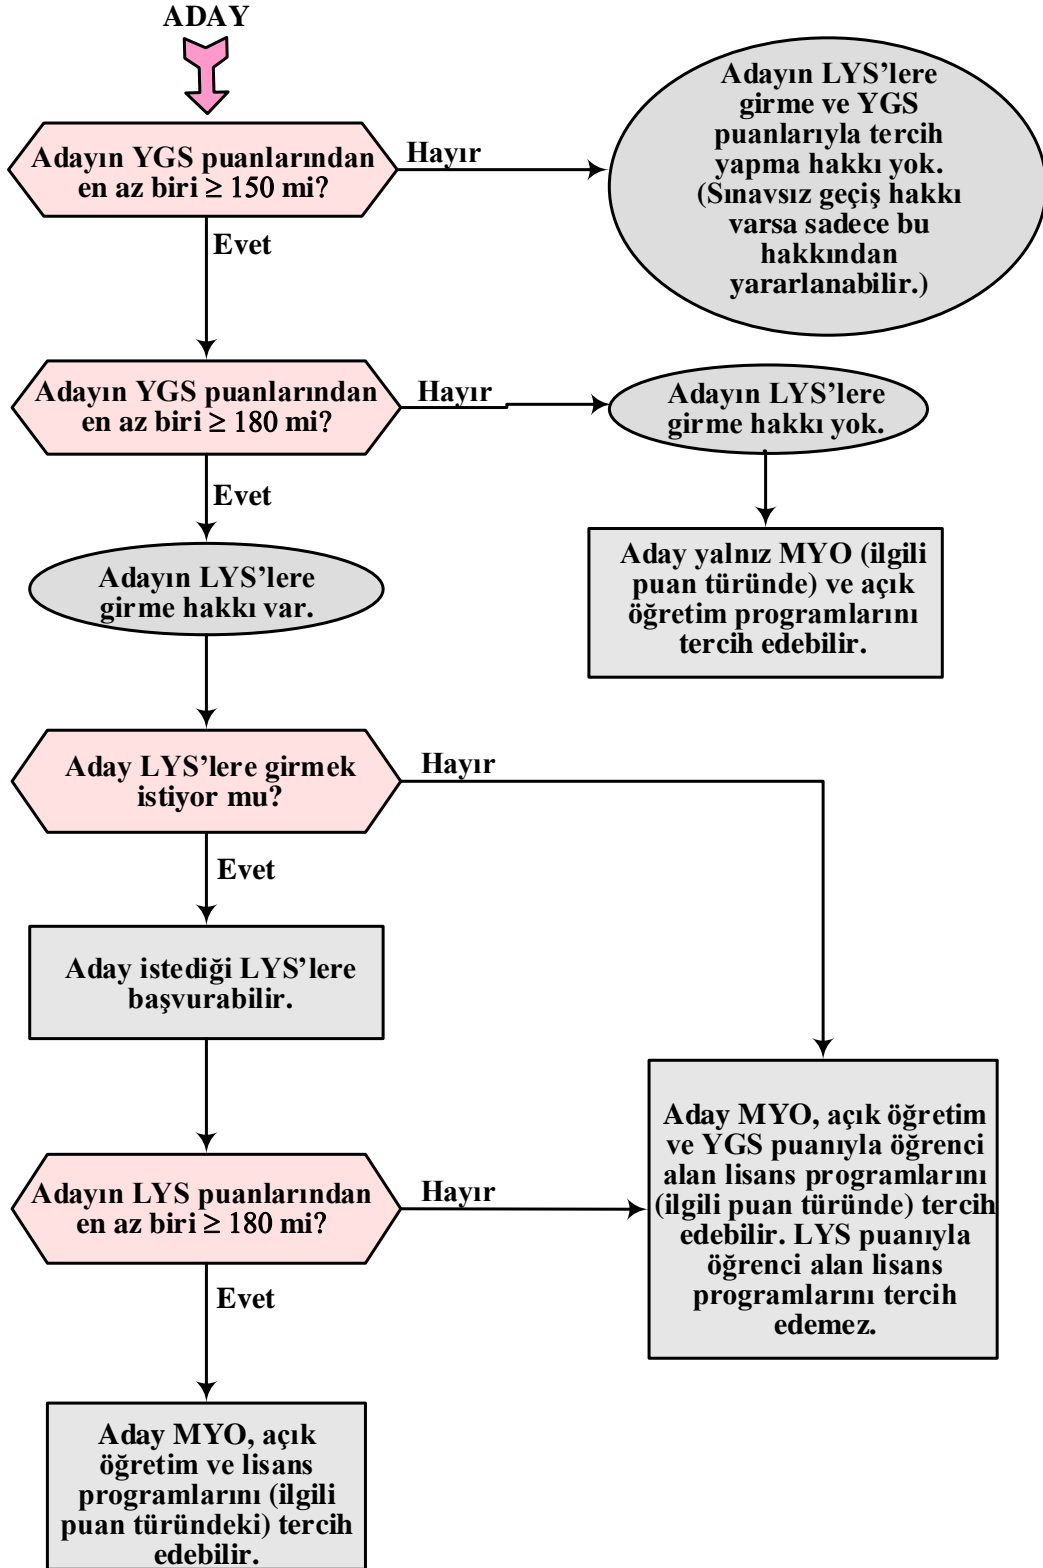 ADAY
Adayın YGS puanlarından
en az biri ≥ 150 mi?
Hayır
Adayın LYS’lere
girme ve YGS
puanlarıyla tercih
yapma hakkı yok.
(Sınavsız geçiş hakkı
varsa sadece bu
hakkından
yararlanabilir.)
Evet
Adayın YGS puanlarından
en az biri ≥ 180 mi?
Hayır
Adayın LYS’lere
girme hakkı yok.
Aday yalnız MYO (ilgili
puan türünde) ve açık
öğretim programlarını
tercih edebilir.
Evet
Adayın LYS’lere
girme hakkı var.
Aday LYS’lere girmek
istiyor mu?
Hayır
Evet
Aday istediği LYS’lere
başvurabilir.
Adayın LYS puanlarından
en az biri ≥ 180 mi?
Hayır
Aday MYO, açık öğretim
ve YGS puanıyla öğrenci
alan lisans programlarını
(ilgili puan türünde) tercih
edebilir. LYS puanıyla
öğrenci alan lisans
programlarını tercih
edemez.
Evet
Aday MYO, açık
öğretim ve lisans
programlarını (ilgili
puan türündeki) tercih
edebilir.